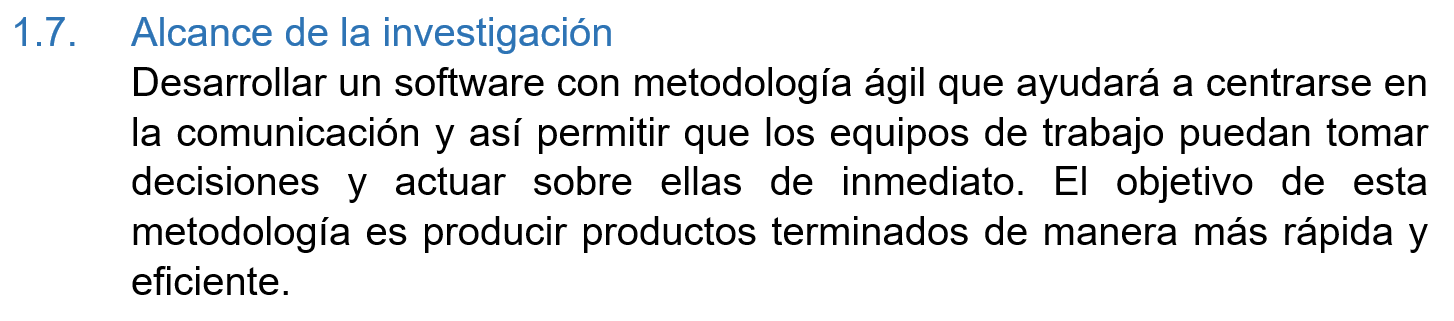 1.7. Alcance de la investigación
Desarrollar un software con metodología ágil que ayudará a centrarse en
la comunicación y así permitir que los equipos de trabajo puedan tomar
decisiones y actuar sobre ellas de inmediato. El objetivo de esta
metodología es producir productos terminados de manera más rápida y
eficiente.